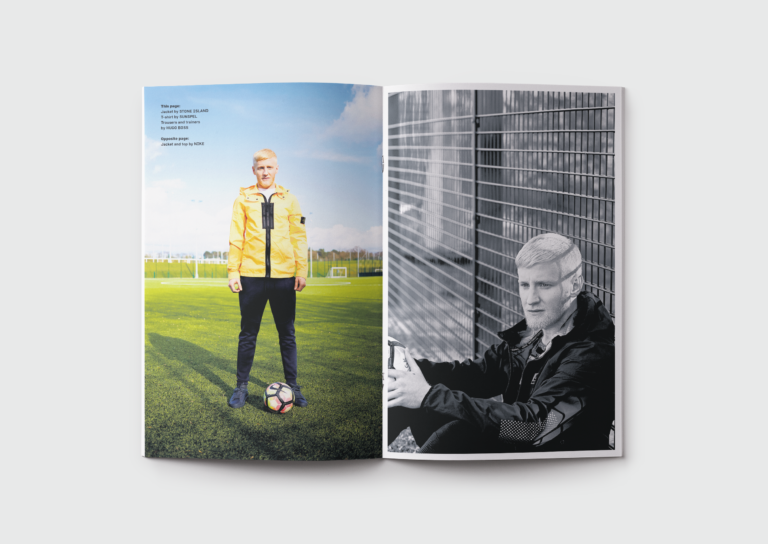 This page:
Jacket by STONE ISLAND
T-shirt by
Trousers and trainers
by HUGO BOSS
Opposite page:
Jacket and top by NIKE